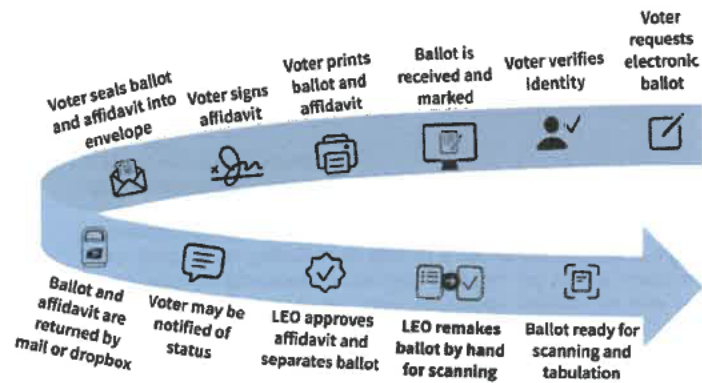 Voter
requests
electronic
ballot
Voter verifies
identity
Ballot is
received and
marked
Voter prints
ballot and
affidavit
Voter signs
affidavit
Voter seals ballot
and affidavit into
envelope
Ballot and
affidavit are
returned by
mail or dropbox
Voter may be
notified of
status
LEO approves
affidavit and
separates ballot
LEO remakes
ballot by hand
for scanning
Ballot ready for
scanning and
tabulation